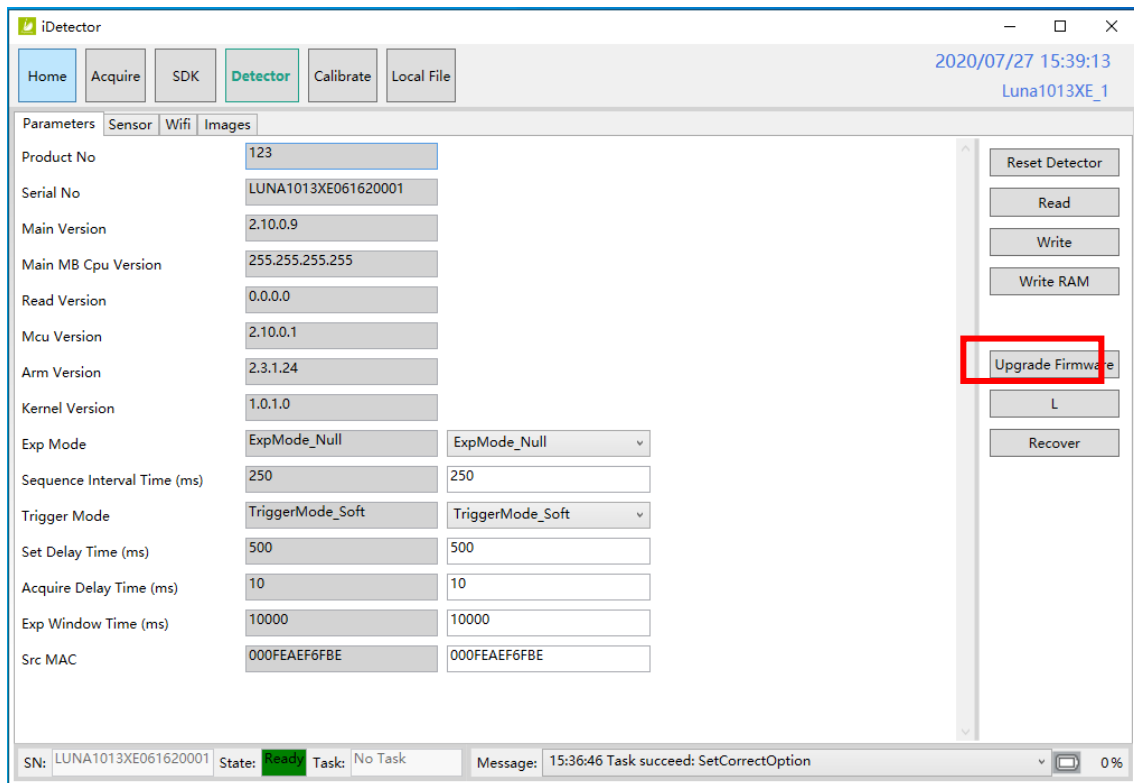 iDetector
Home Acquire SDK Detector Calibrate Local File
2020/07/27 15:39:13
Luna1013XE_1
Parameters Sensor Wifi Images
Product No 123
Serial No LUNA1013XE061620001
Main Version 2.10.0.9
Main MB Cpu Version 255.255.255.255
Read Version 0.0.0.0
Mcu Version 2.10.0.1
Arm Version 2.3.1.24
Kernel Version 1.0.1.0
Exp Mode ExpMode_Null ExpMode_Null
Sequence Interval Time (ms) 250 250
Trigger Mode TriggerMode_Soft TriggerMode_Soft
Set Delay Time (ms) 500 500
Acquire Delay Time (ms) 10 10
Exp Window Time (ms) 10000 10000
Src MAC 000FEAEF6FBE 000FEAEF6FBE
Reset Detector
Read
Write
Write RAM
Upgrade Firmware
L
Recover
SN: LUNA1013XE061620001 State: Ready Task: No Task Message: 15:36:46 Task succeed: SetCorrectOption 0%